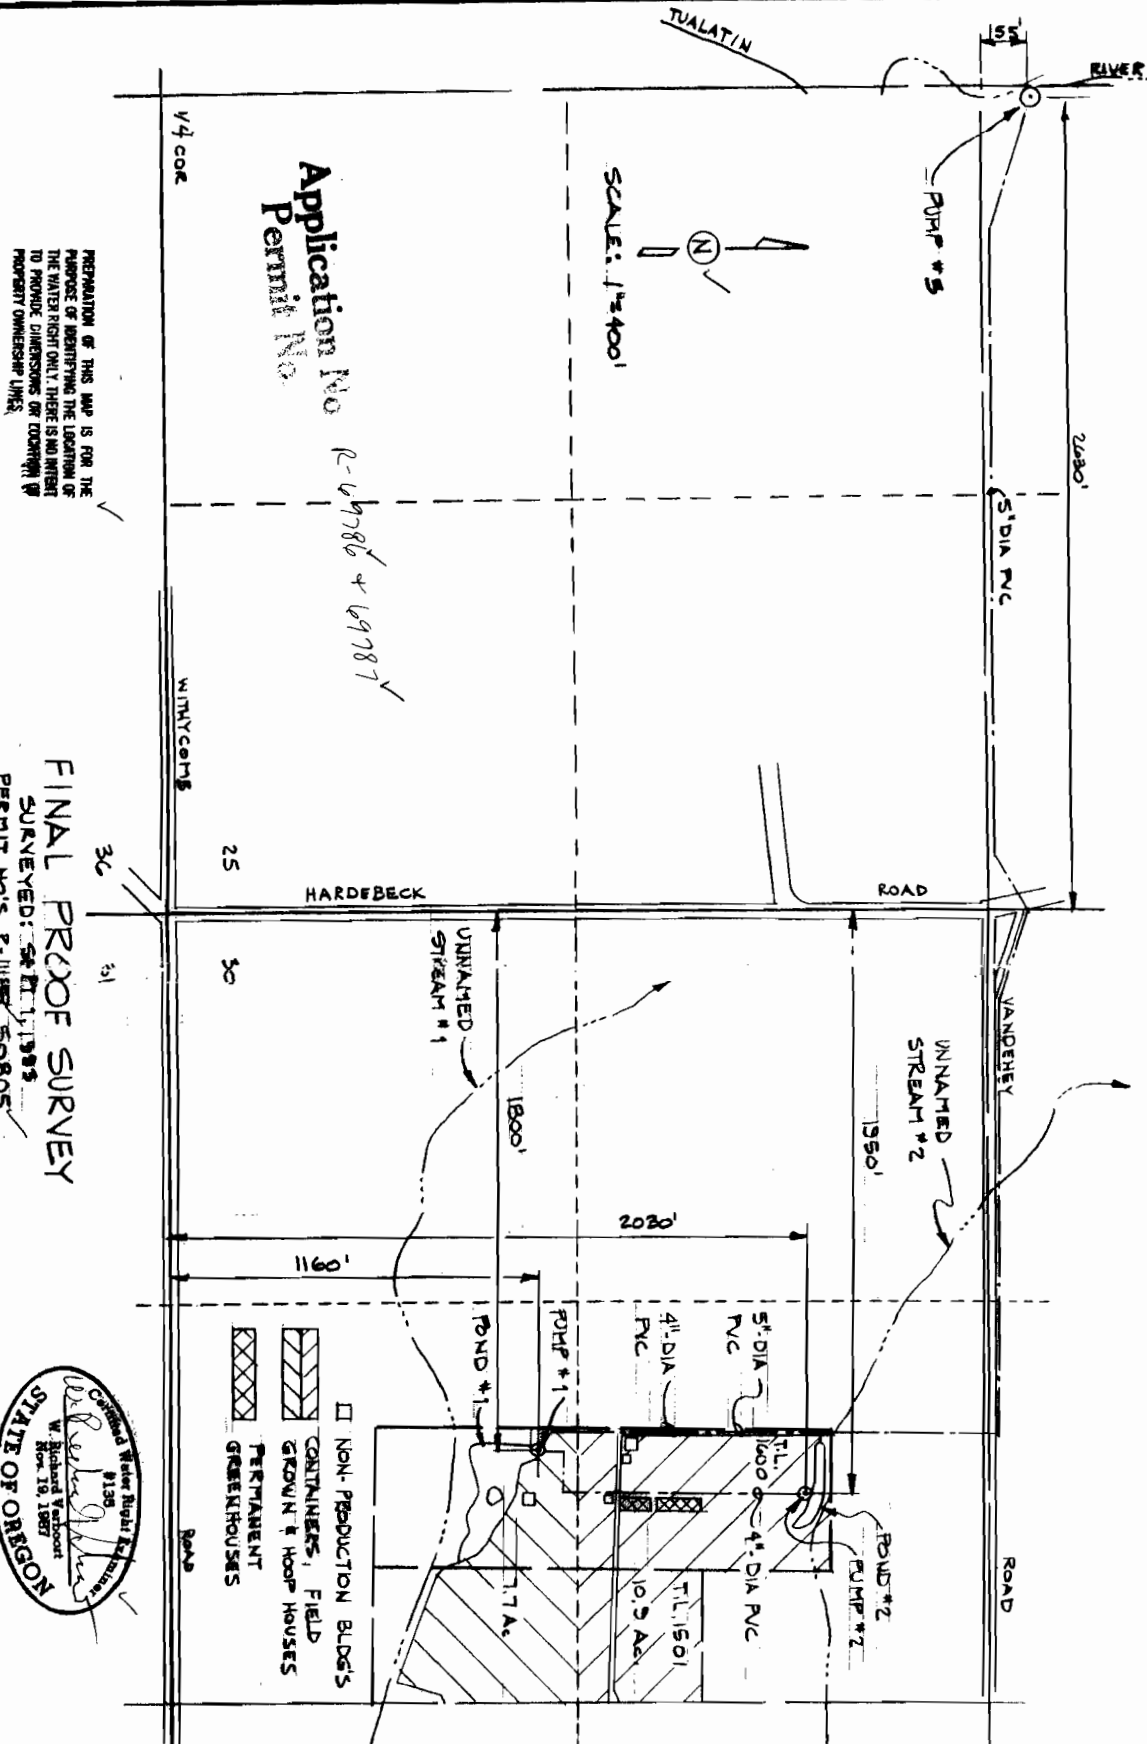 TUALATIN
155'
RIVER
PUMP #3
2680'
SCALE: 1"=400'
N
5" DIA PVC
1/4 COR
Application No. R-69786 + 69787
Permit No.
PREPARATION OF THIS MAP IS FOR THE
PURPOSE OF IDENTIFYING THE LOCATION OF
THE WATER RIGHT ONLY. THERE IS NO INTENT
TO PROVIDE DIMENSIONS OR LOCATION OF
PROPERTY OWNERSHIP LINES.
WITHYCOMB
ROAD
HARDEBECK
ROAD
VANDEHEY
ROAD
25
30
36
31
UNNAMED
STREAM #1
UNNAMED
STREAM #2
1800'
1950'
2030'
1160'
5"-DIA
PVC
4"-DIA
PVC
PUMP #1
POND #1
T.L.
1600
4"-DIA PVC
POND #2
PUMP #2
T.L. 1501
10.9 Ac.
7.7 Ac
NON-PRODUCTION BLDG'S
CONTAINERS, FIELD
GROWN & HOOP HOUSES
PERMANENT
GREENHOUSES
FINAL PROOF SURVEY
SURVEYED: SEPT 1,
PERMIT NO'S
Certified Water Right Examiner
#138
W. Richard Verboort
Nov. 19, 1987
STATE OF OREGON